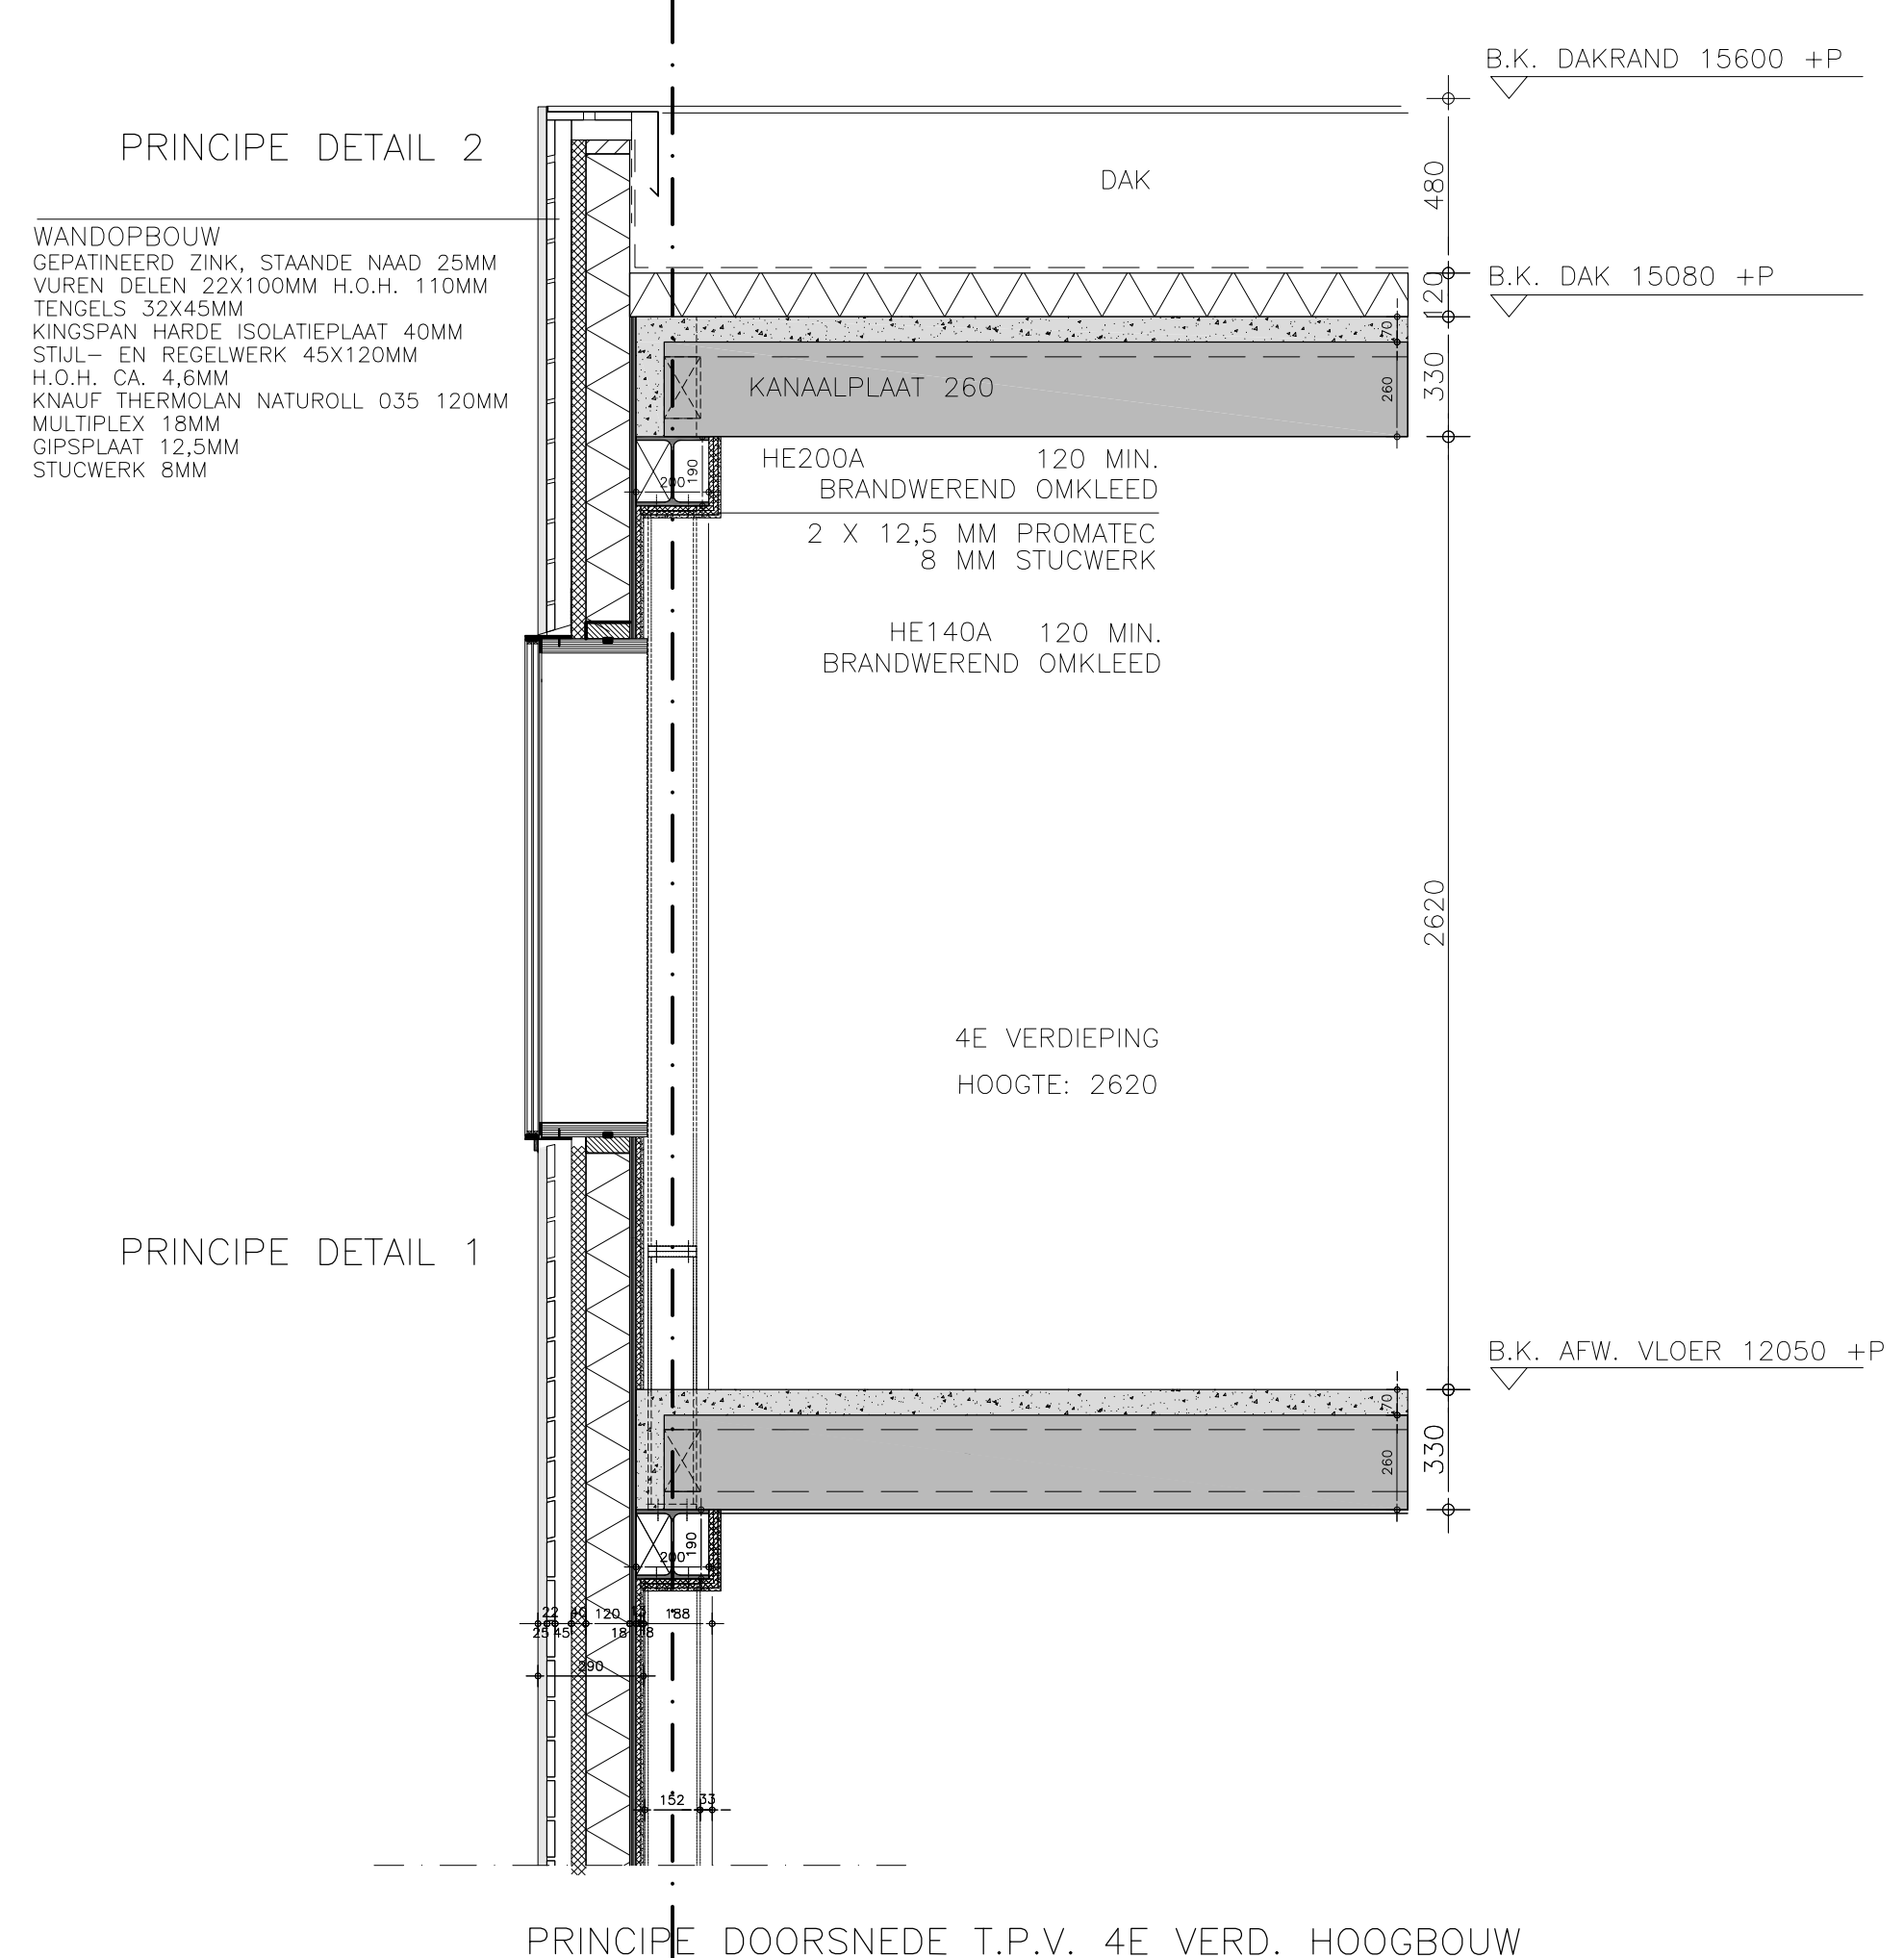 B.K. DAKRAND 15600 +P
PRINCIPE DETAIL 2
DAK
480
WANDOPBOUW
GEPATINEERD ZINK, STAANDE NAAD 25MM
VUREN DELEN 22X100MM H.O.H. 110MM
TENGELS 32X45MM
KINGSPAN HARDE ISOLATIEPLAAT 40MM
STIJL- EN REGELWERK 45X120MM
H.O.H. CA. 4,6MM
KNAUF THERMOLAN NATUROLL 035 120MM
MULTIPLEX 18MM
GIPSPLAAT 12,5MM
STUCWERK 8MM
B.K. DAK 15080 +P
120
70
330
260
KANAALPLAAT 260
190
200
HE200A 120 MIN.
BRANDWEREND OMKLEED
2 X 12,5 MM PROMATEC
8 MM STUCWERK
HE140A 120 MIN.
BRANDWEREND OMKLEED
2620
4E VERDIEPING
HOOGTE: 2620
PRINCIPE DETAIL 1
B.K. AFW. VLOER 12050 +P
70
330
260
190
200
22 40 120 188
25 45 18
290
152 33
PRINCIPE DOORSNEDE T.P.V. 4E VERD. HOOGBOUW